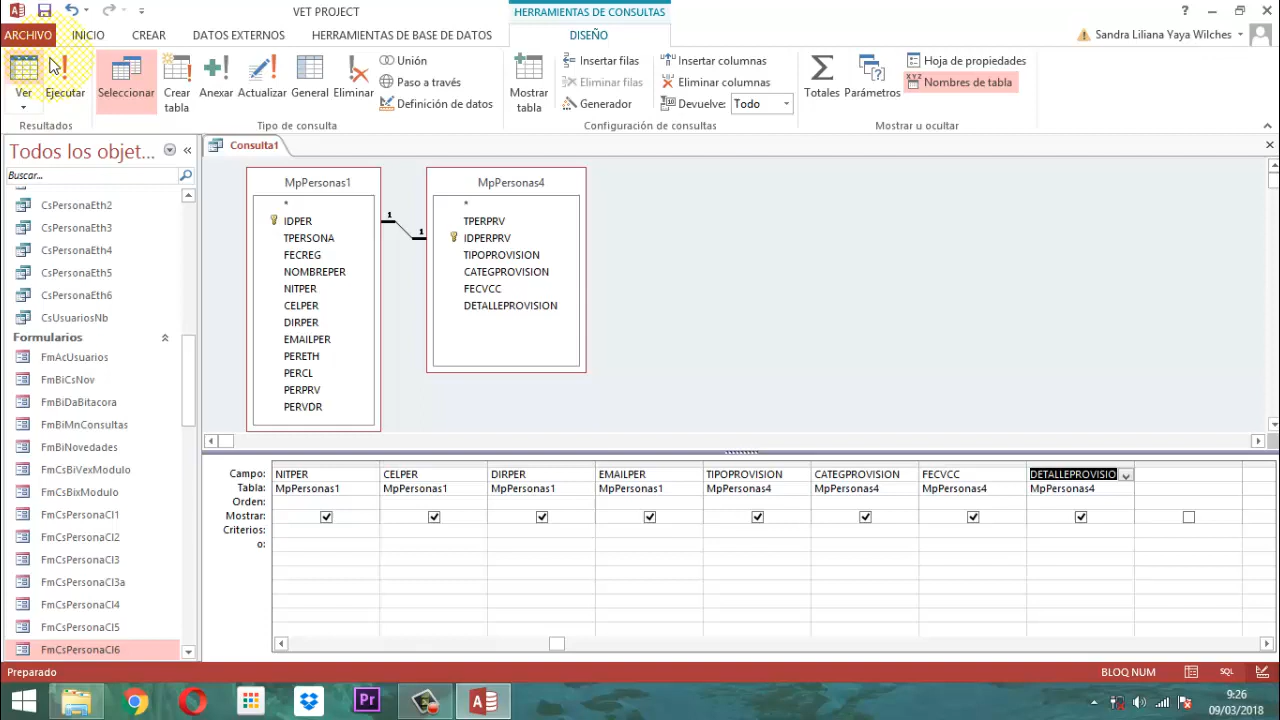 VET PROJECT
HERRAMIENTAS DE CONSULTAS
ARCHIVO INICIO CREAR DATOS EXTERNOS HERRAMIENTAS DE BASE DE DATOS DISEÑO
Sandra Liliana Yaya Wilches
Ver
Ejecutar
Seleccionar
Crear tabla
Anexar
Actualizar
General
Eliminar
Unión
Paso a través
Definición de datos
Mostrar tabla
Insertar filas
Eliminar filas
Generador
Insertar columnas
Eliminar columnas
Devuelve: Todo
Totales
Parámetros
Hoja de propiedades
Nombres de tabla
Resultados Tipo de consulta Configuración de consultas Mostrar u ocultar
Todos los objet...
Buscar...
CsPersonaEth2
CsPersonaEth3
CsPersonaEth4
CsPersonaEth5
CsPersonaEth6
CsUsuariosNb
Formularios
FmAcUsuarios
FmBiCsNov
FmBiDaBitacora
FmBiMnConsultas
FmBiNovedades
FmCsBiVexModulo
FmCsBixModulo
FmCsPersonaCl1
FmCsPersonaCl2
FmCsPersonaCl3
FmCsPersonaCl3a
FmCsPersonaCl4
FmCsPersonaCl5
FmCsPersonaCl6
Consulta1
MpPersonas1
*
IDPER
TPERSONA
FECREG
NOMBREPER
NITPER
CELPER
DIRPER
EMAILPER
PERETH
PERCL
PERPRV
PERVDR
1
1
MpPersonas4
*
TPERPRV
IDPERPRV
TIPOPROVISION
CATEGPROVISION
FECVCC
DETALLEPROVISION
Campo: NITPER CELPER DIRPER EMAILPER TIPOPROVISION CATEGPROVISION FECVCC DETALLEPROVISIO
Tabla: MpPersonas1 MpPersonas1 MpPersonas1 MpPersonas1 MpPersonas4 MpPersonas4 MpPersonas4 MpPersonas4
Orden:
Mostrar:
Criterios:
o:
Preparado
BLOQ NUM
SQL
Pr
9:26
09/03/2018